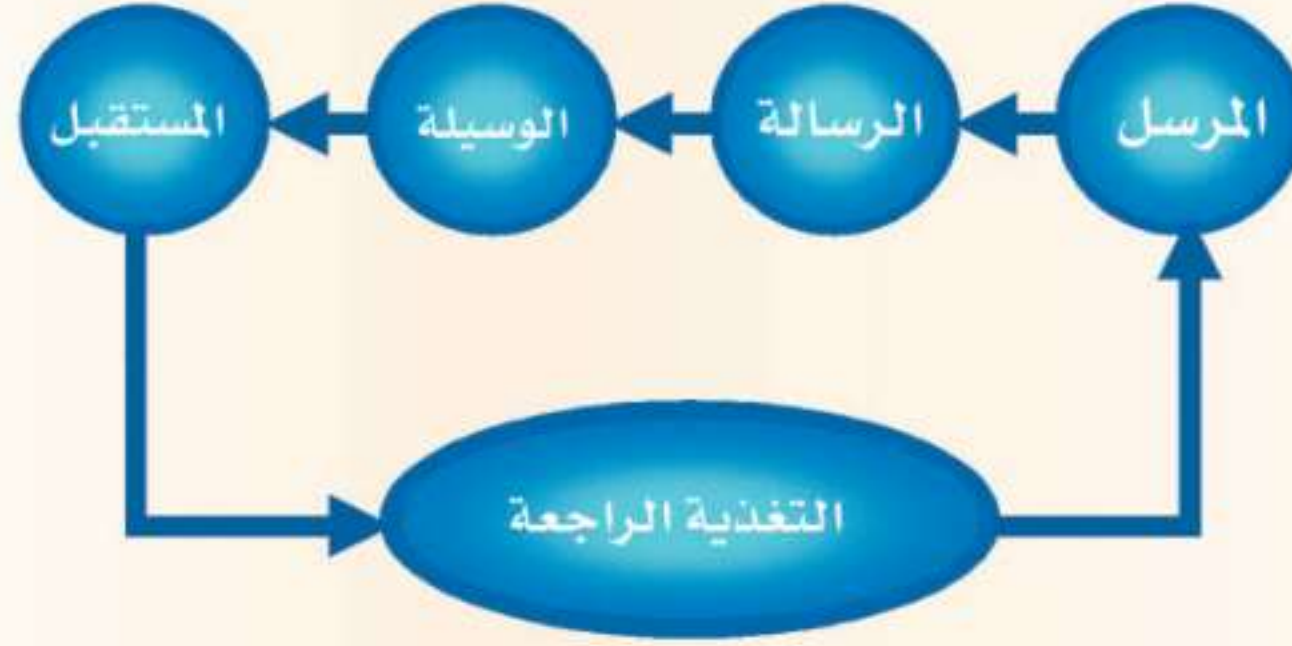 المرسل
الرسالة
الوسيلة
المستقبل
التغذية الراجعة